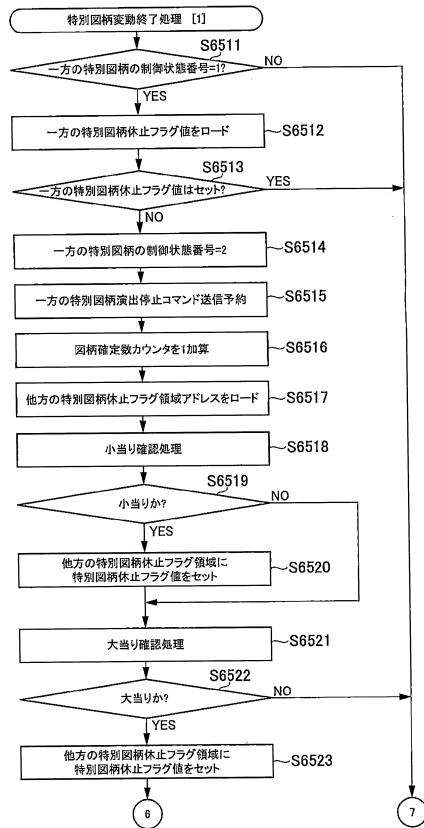 特別図柄変動終了処理 [1]
S6511
一方の特別図柄の制御状態番号=1?
NO
YES
一方の特別図柄休止フラグ値をロード
S6512
S6513
一方の特別図柄休止フラグ値はセット?
YES
NO
一方の特別図柄の制御状態番号=2
S6514
一方の特別図柄演出停止コマンド送信予約
S6515
図柄確定数カウンタを1加算
S6516
他方の特別図柄休止フラグ領域アドレスをロード
S6517
小当り確認処理
S6518
S6519
小当りか?
NO
YES
他方の特別図柄休止フラグ領域に
特別図柄休止フラグ値をセット
S6520
大当り確認処理
S6521
S6522
大当りか?
NO
YES
他方の特別図柄休止フラグ領域に
特別図柄休止フラグ値をセット
S6523
6
7